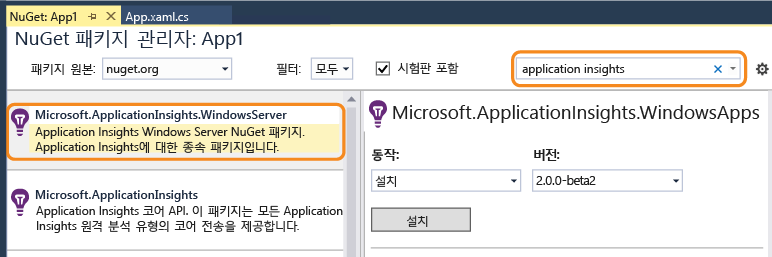 NuGet: App1
App.xaml.cs
NuGet 패키지 관리자: App1
패키지 원본: nuget.org 필터: 모두 시험판 포함 application insights
Microsoft.ApplicationInsights.WindowsServer
Application Insights Windows Server NuGet 패키지.
Application Insights에 대한 종속 패키지입니다.
Microsoft.ApplicationInsights
Application Insights 코어 API. 이 패키지는 모든 Application
Insights 원격 분석 유형의 코어 전송을 제공합니다.
Microsoft.ApplicationInsights.WindowsApps
동작: 버전:
설치 2.0.0-beta2
설치